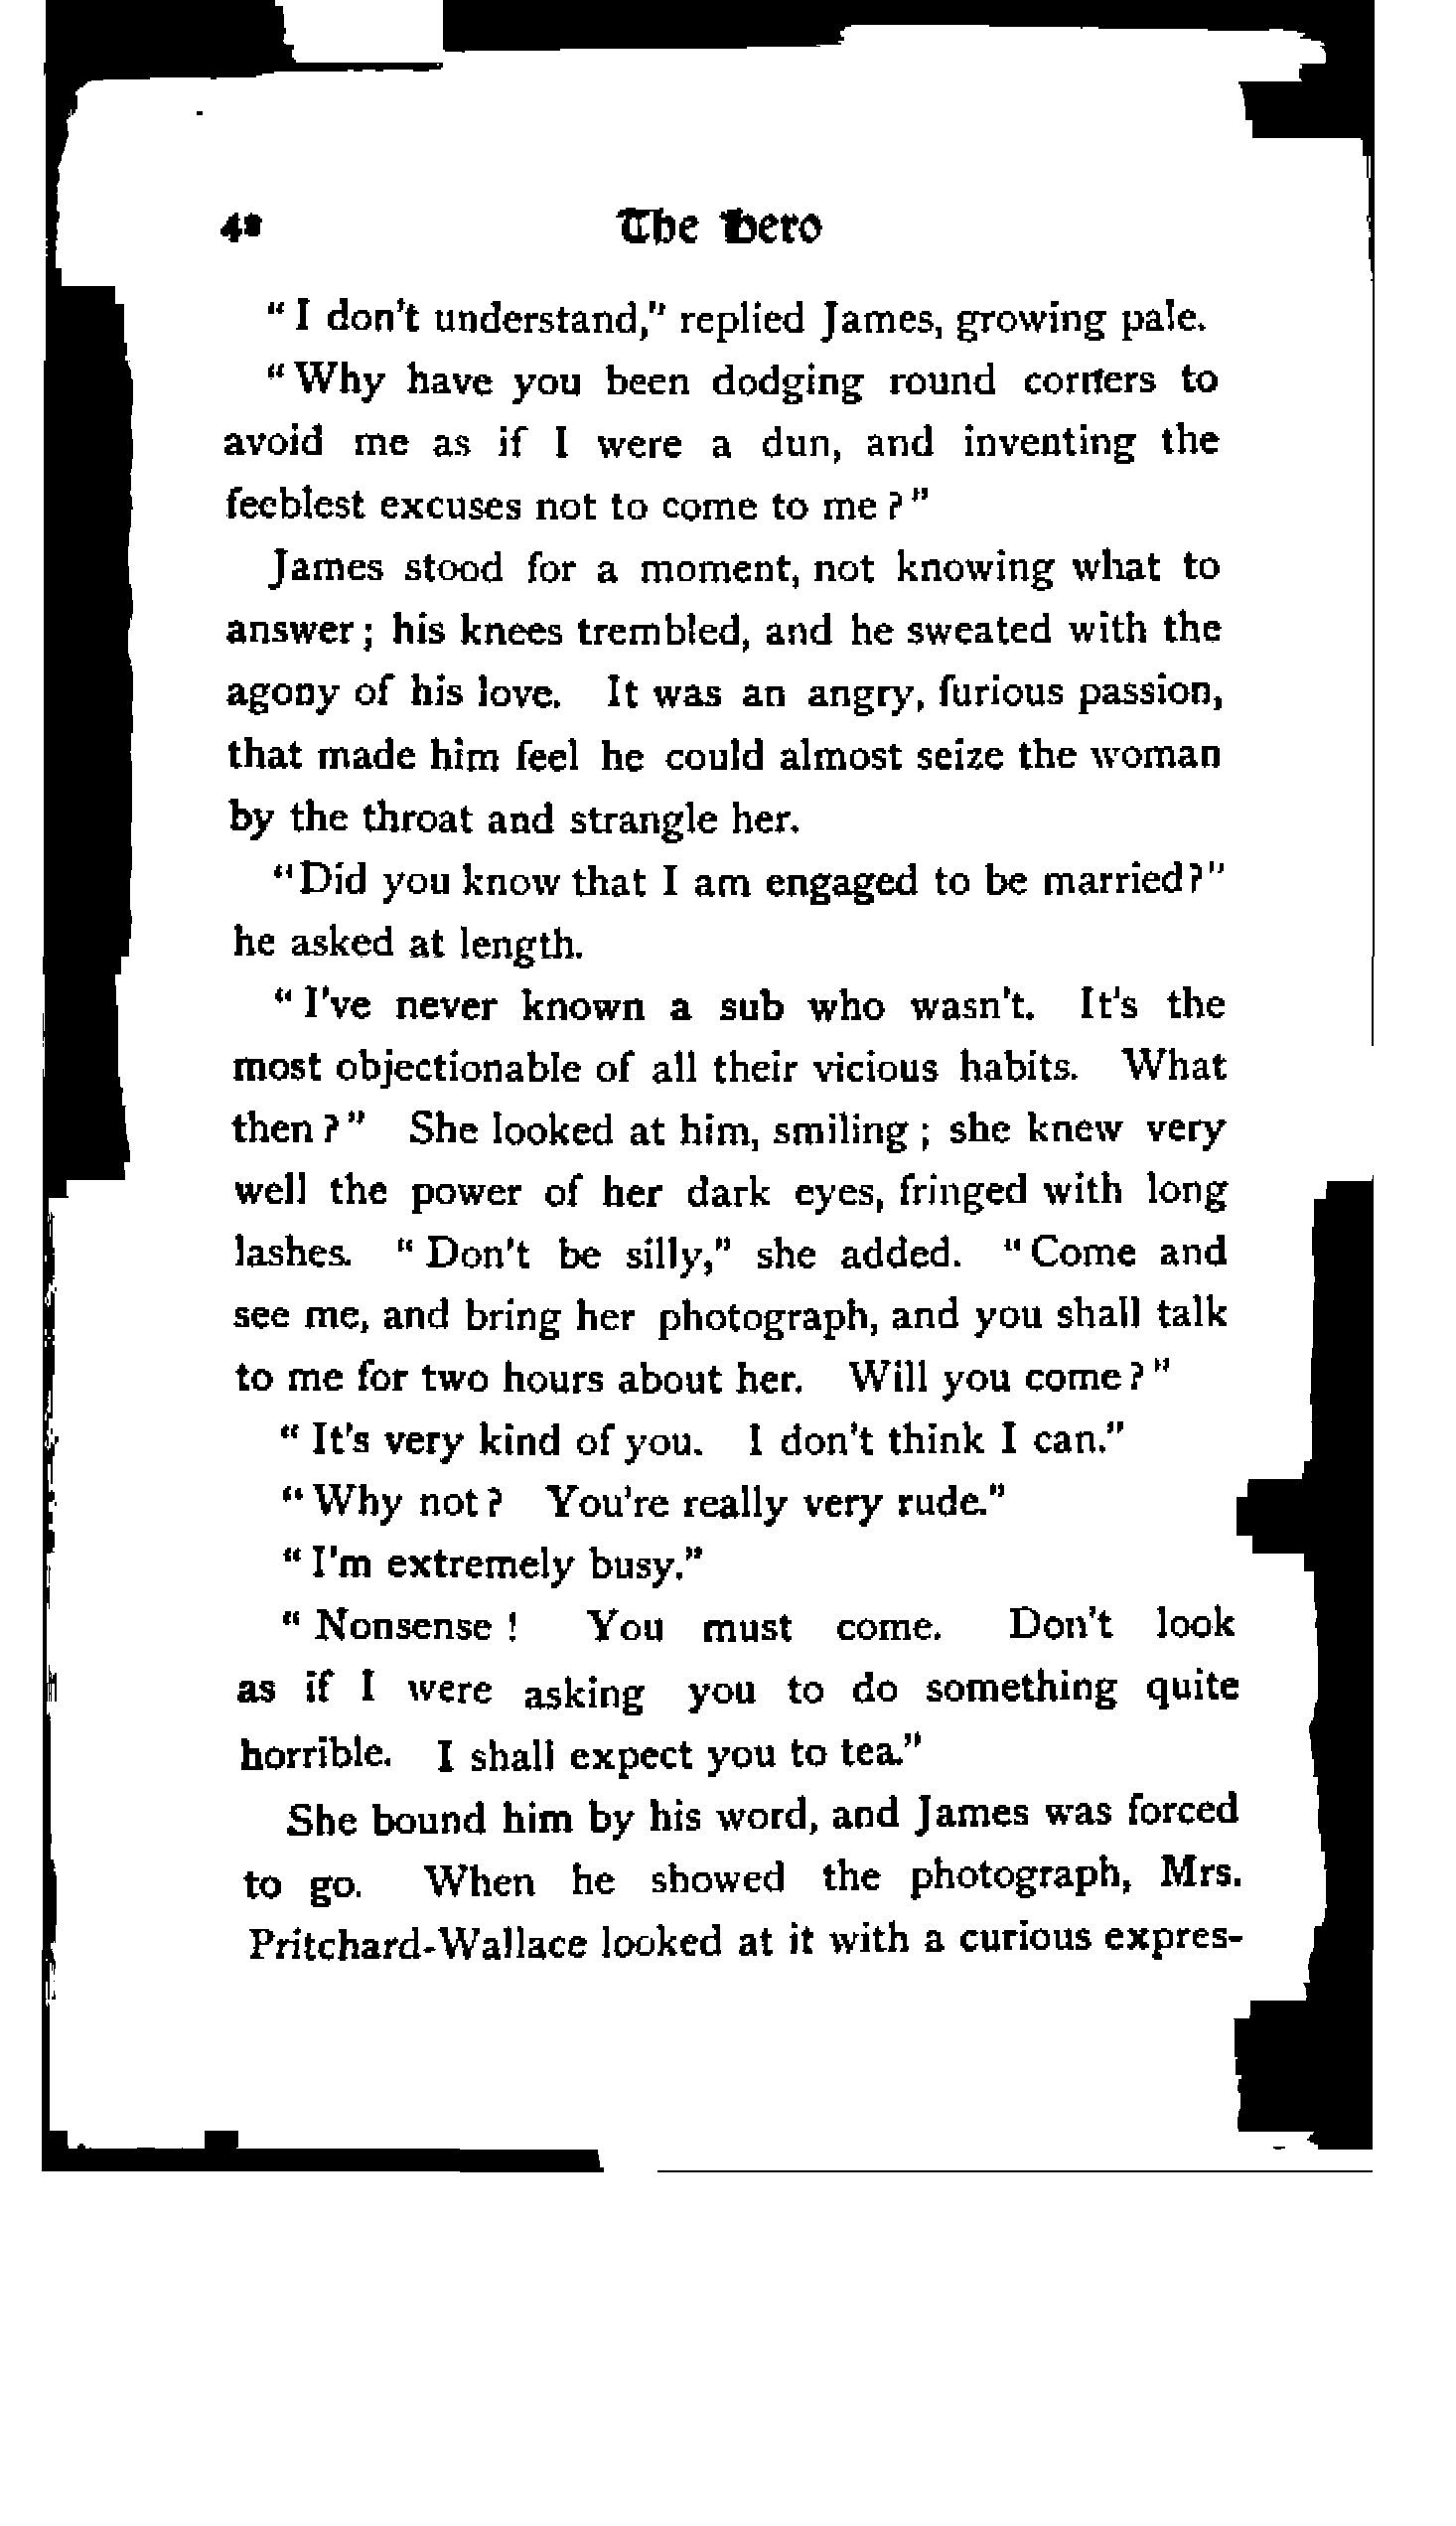 The Hero
“I don't understand,” replied James, growing pale.
“Why have you been dodging round corners to
avoid me as if I were a dun, and inventing the
feeblest excuses not to come to me?”
James stood for a moment, not knowing what to
answer; his knees trembled, and he sweated with the
agony of his love. It was an angry, furious passion,
that made him feel he could almost seize the woman
by the throat and strangle her.
“Did you know that I am engaged to be married?”
he asked at length.
“I've never known a sub who wasn't. It's the
most objectionable of all their vicious habits. What
then?” She looked at him, smiling; she knew very
well the power of her dark eyes, fringed with long
lashes. “Don't be silly,” she added. “Come and
see me, and bring her photograph, and you shall talk
to me for two hours about her. Will you come?”
“It's very kind of you. I don't think I can.”
“Why not? You're really very rude.”
“I'm extremely busy.”
“Nonsense! You must come. Don't look
as if I were asking you to do something quite
horrible. I shall expect you to tea.”
She bound him by his word, and James was forced
to go. When he showed the photograph, Mrs.
Pritchard-Wallace looked at it with a curious expres-